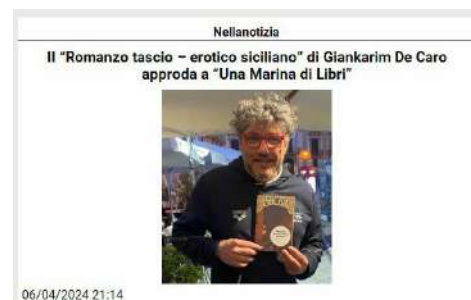 Nellanotizia
Il “Romanzo tascio – erotico siciliano” di Giankarim De Caro
approda a “Una Marina di Libri”
06/04/2024 21:14